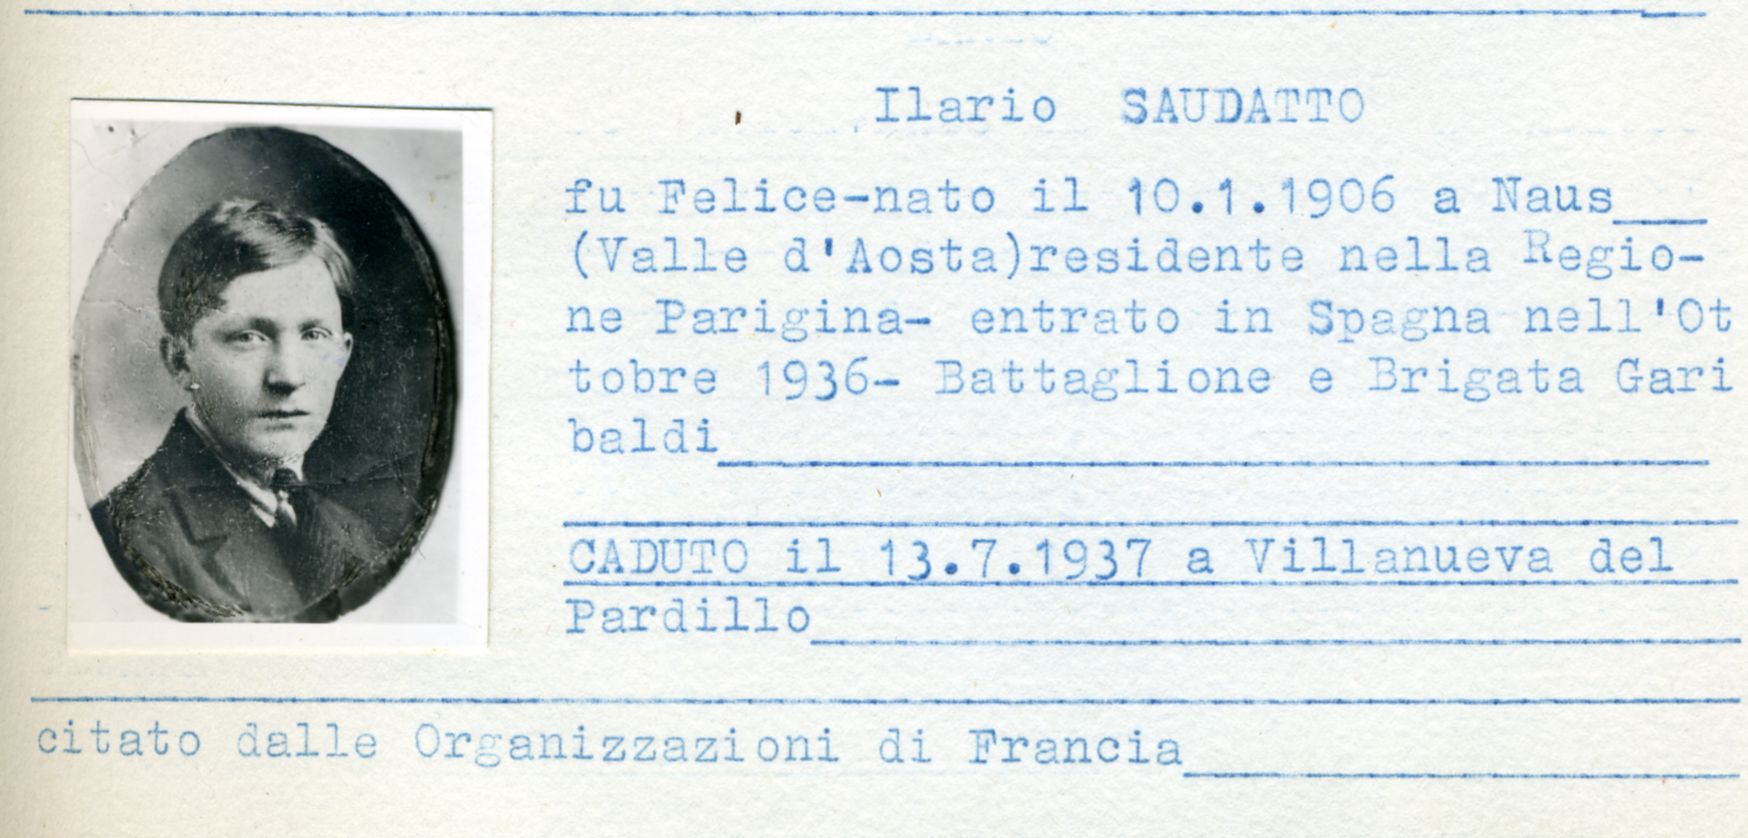 Ilario SAUDATTO
fu Felice-nato il 10.1.1906 a Naus
(Valle d'Aosta)residente nella Regio-
ne Parigina- entrato in Spagna nell'Ot
tobre 1936- Battaglione e Brigata Gari
baldi
CADUTO il 13.7.1937 a Villanueva del
Pardillo
citato dalle Organizzazioni di Francia